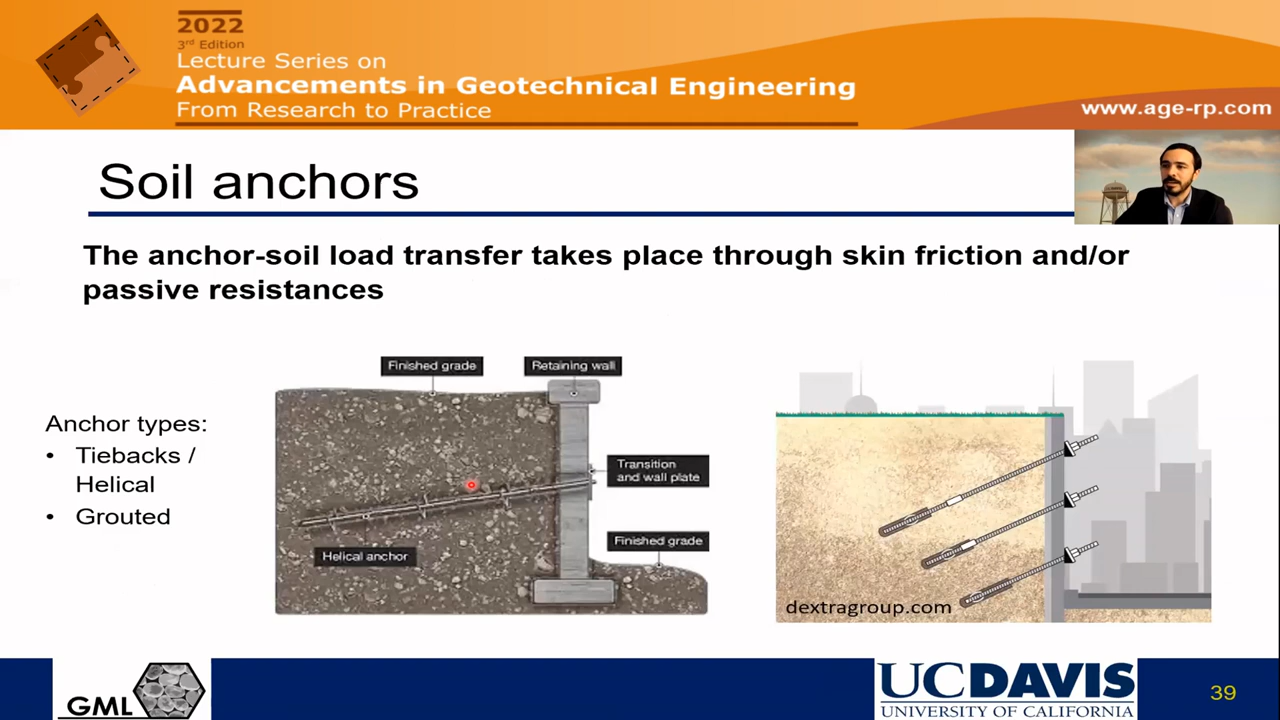 2022
3rd Edition
Lecture Series on
Advancements in Geotechnical Engineering
From Research to Practice
www.age-rp.com
Soil anchors
The anchor-soil load transfer takes place through skin friction and/or
passive resistances
Anchor types:
• Tiebacks /
Helical
• Grouted
Finished grade
Retaining wall
Transition
and wall plate
Finished grade
Helical anchor
dextragroup.com
GML
UCDAVIS
UNIVERSITY OF CALIFORNIA
39